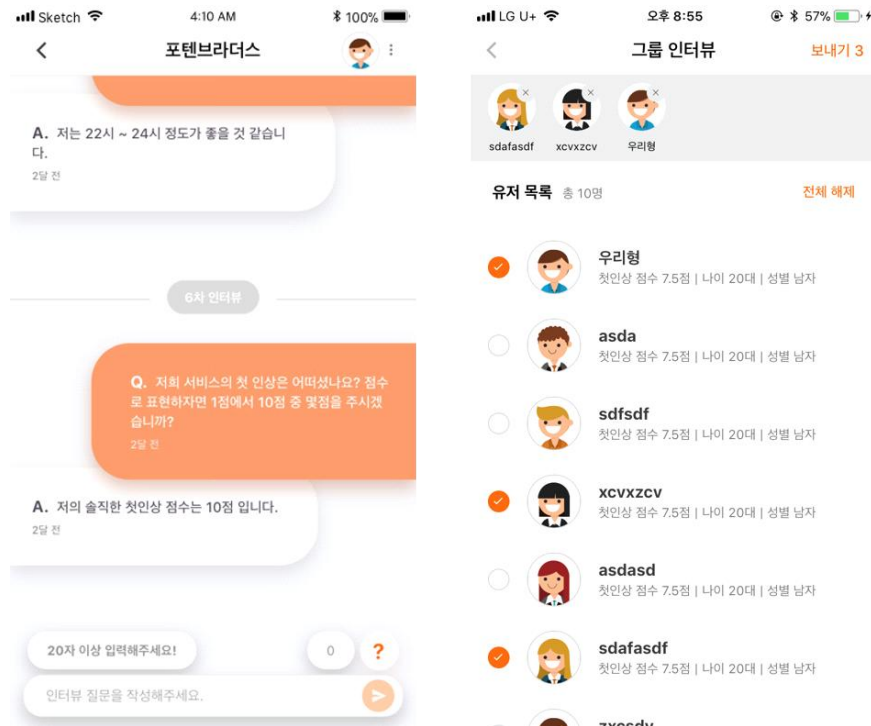 Sketch 4:10 AM 100%
포텐브라더스
A. 저는 22시 ~ 24시 정도가 좋을 것 같습니
다.
2달 전
6차 인터뷰
Q. 저희 서비스의 첫 인상은 어떠셨나요? 점수
로 표현하자면 1점에서 10점 중 몇점을 주시겠
습니까?
2달 전
A. 저의 솔직한 첫인상 점수는 10점 입니다.
2달 전
20자 이상 입력해주세요! 0 ?
인터뷰 질문을 작성해주세요.
LG U+ 오후 8:55 57%
그룹 인터뷰 보내기 3
sdafasdf xcvxzcv 우리형
유저 목록 총 10명 전체 해제
우리형
첫인상 점수 7.5점 | 나이 20대 | 성별 남자
asda
첫인상 점수 7.5점 | 나이 20대 | 성별 남자
sdfsdf
첫인상 점수 7.5점 | 나이 20대 | 성별 남자
xcvxzcv
첫인상 점수 7.5점 | 나이 20대 | 성별 남자
asdasd
첫인상 점수 7.5점 | 나이 20대 | 성별 남자
sdafasdf
첫인상 점수 7.5점 | 나이 20대 | 성별 남자